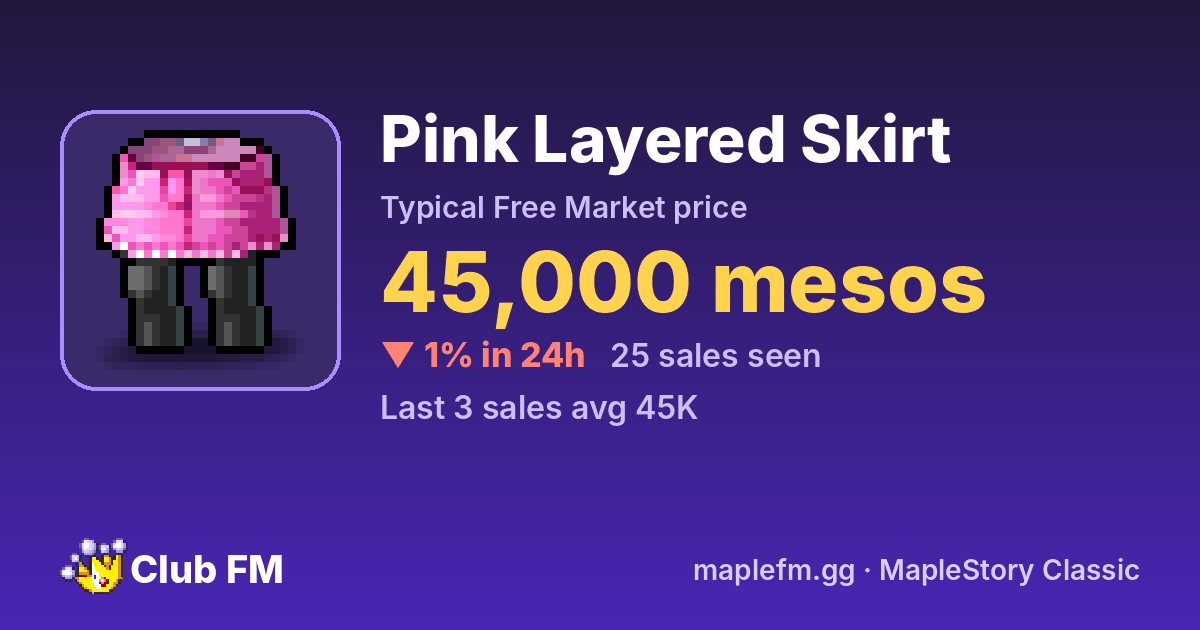 Pink Layered Skirt
Typical Free Market price
45,000 mesos
▼ 1% in 24h 25 sales seen
Last 3 sales avg 45K
Club FM
maplefm.gg · MapleStory Classic